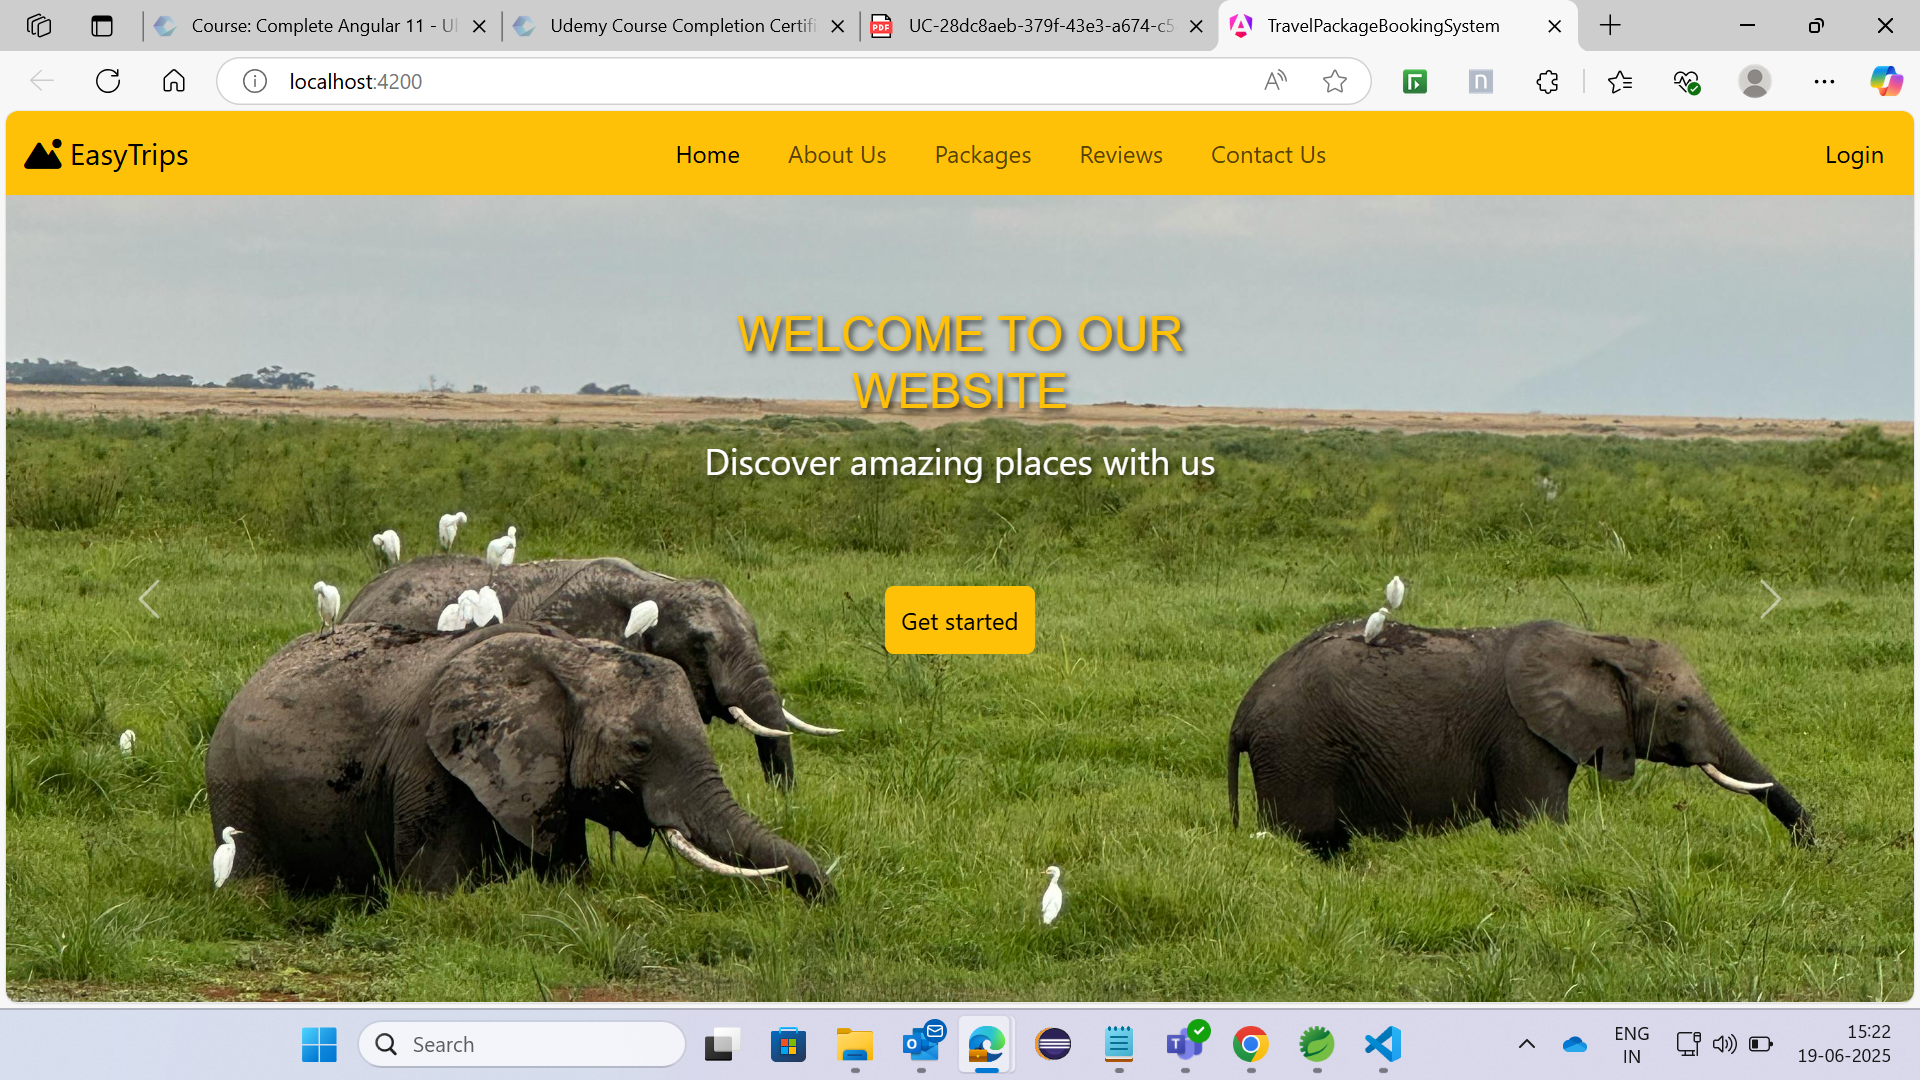 Course: Complete Angular 11 - Ul
Udemy Course Completion Certifi
PDF
UC-28dc8aeb-379f-43e3-a674-c5
TravelPackageBookingSystem
localhost:4200
EasyTrips
Home
About Us
Packages
Reviews
Contact Us
Login
WELCOME TO OUR
WEBSITE
Discover amazing places with us
Get started
Search
ENG
IN
15:22
19-06-2025